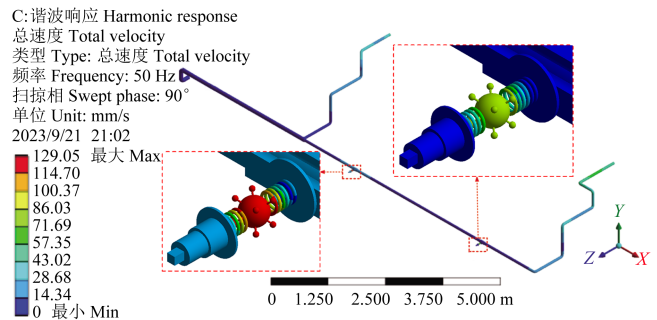 C:谐波响应 Harmonic response
总速度 Total velocity
类型 Type: 总速度 Total velocity
频率 Frequency: 50 Hz
扫掠相 Swept phase: 90°
单位 Unit: mm/s
2023/9/21 21:02
129.05 最大 Max
114.70
100.37
86.03
71.69
57.35
43.02
28.68
14.34
0 最小 Min
0 1.250 2.500 3.750 5.000 m
Y
Z
X